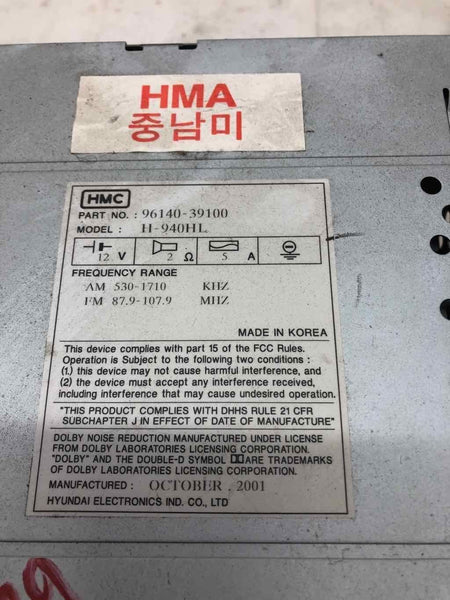 HMA
중남미
HMC
PART NO. : 96140-39100
MODEL : H-940HL
12 V 2 Ω 5 A
FREQUENCY RANGE
AM 530-1710 KHZ
FM 87.9-107.9 MHZ
MADE IN KOREA
This device complies with part 15 of the FCC Rules.
Operation is Subject to the following two conditions :
(1.) this device may not cause harmful interference, and
(2) the device must accept any interference received,
including interference that may cause undesired operation.
"THIS PRODUCT COMPLIES WITH DHHS RULE 21 CFR
SUBCHAPTER J IN EFFECT OF DATE OF MANUFACTURE"
DOLBY NOISE REDUCTION MANUFACTURED UNDER LICENSE
FROM DOLBY LABORATORIES LICENSING CORPORATION.
"DOLBY" AND THE DOUBLE-D SYMBOL ARE TRADEMARKS
OF DOLBY LABORATORIES LICENSING CORPORATION.
MANUFACTURED : OCTOBER , 2001
HYUNDAI ELECTRONICS IND. CO., LTD